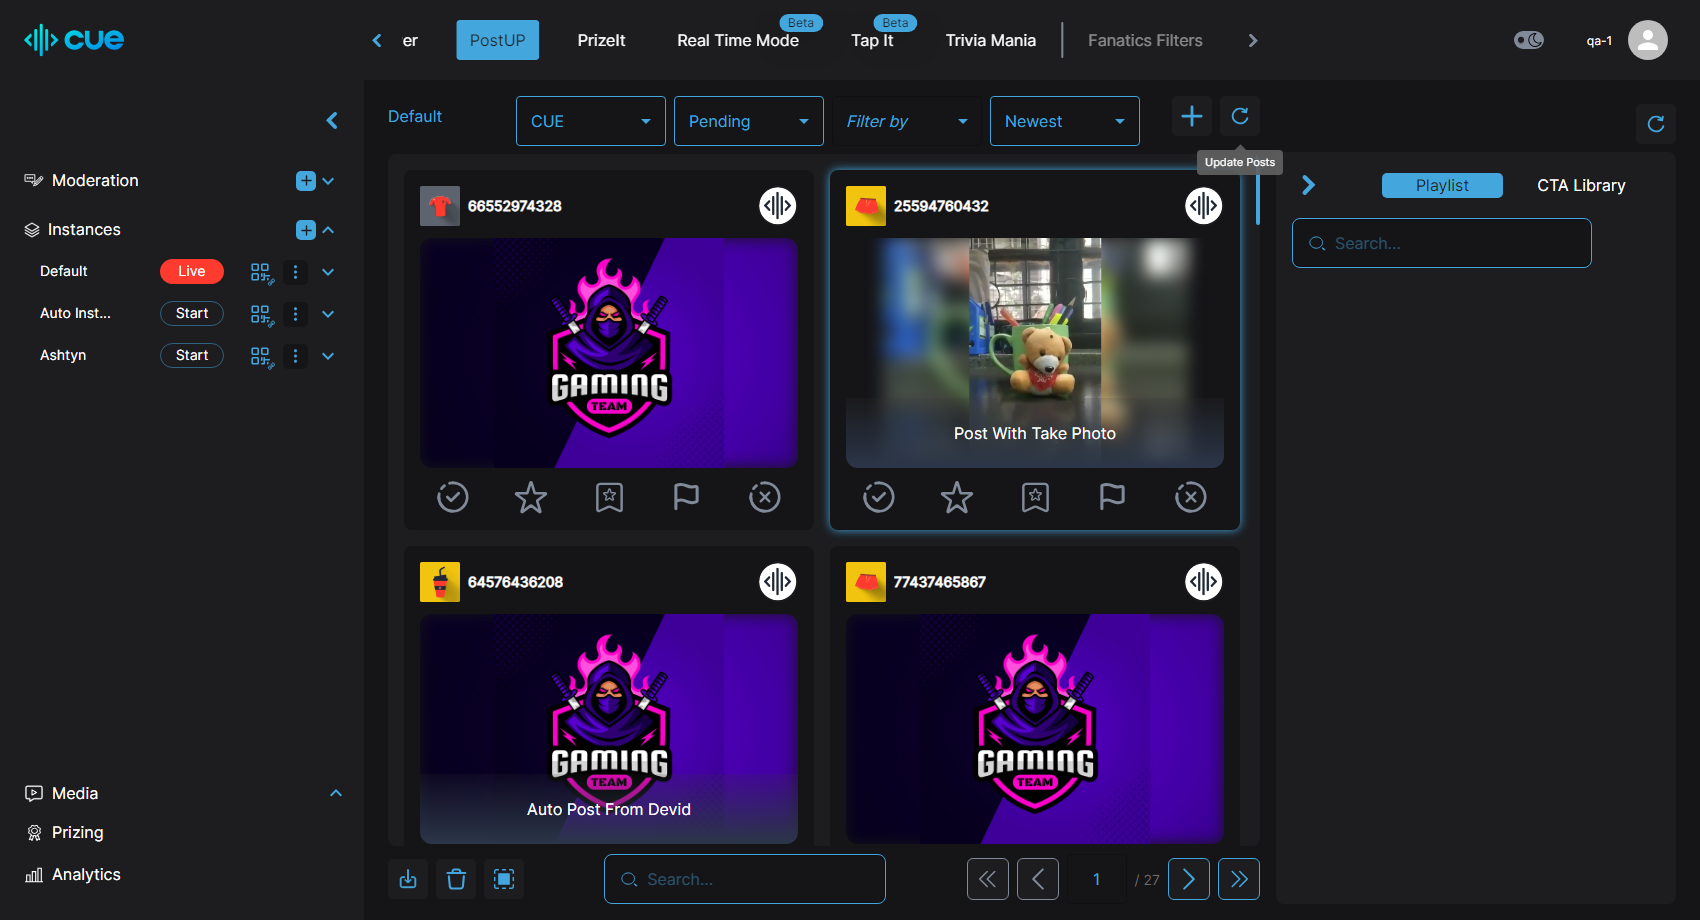 cue
er
PostUP
PrizeIt
Real Time Mode
Beta
Tap It
Beta
Trivia Mania
Fanatics Filters
qa-1
Default
CUE
Pending
Filter by
Newest
Update Posts
Moderation
Instances
Default
Live
Auto Inst...
Start
Ashtyn
Start
Media
Prizing
Analytics
66552974328
GAMING
TEAM
25594760432
Post With Take Photo
64576436208
GAMING
TEAM
Auto Post From Devid
77437465867
GAMING
TEAM
Search...
1
/ 27
Playlist
CTA Library
Search...